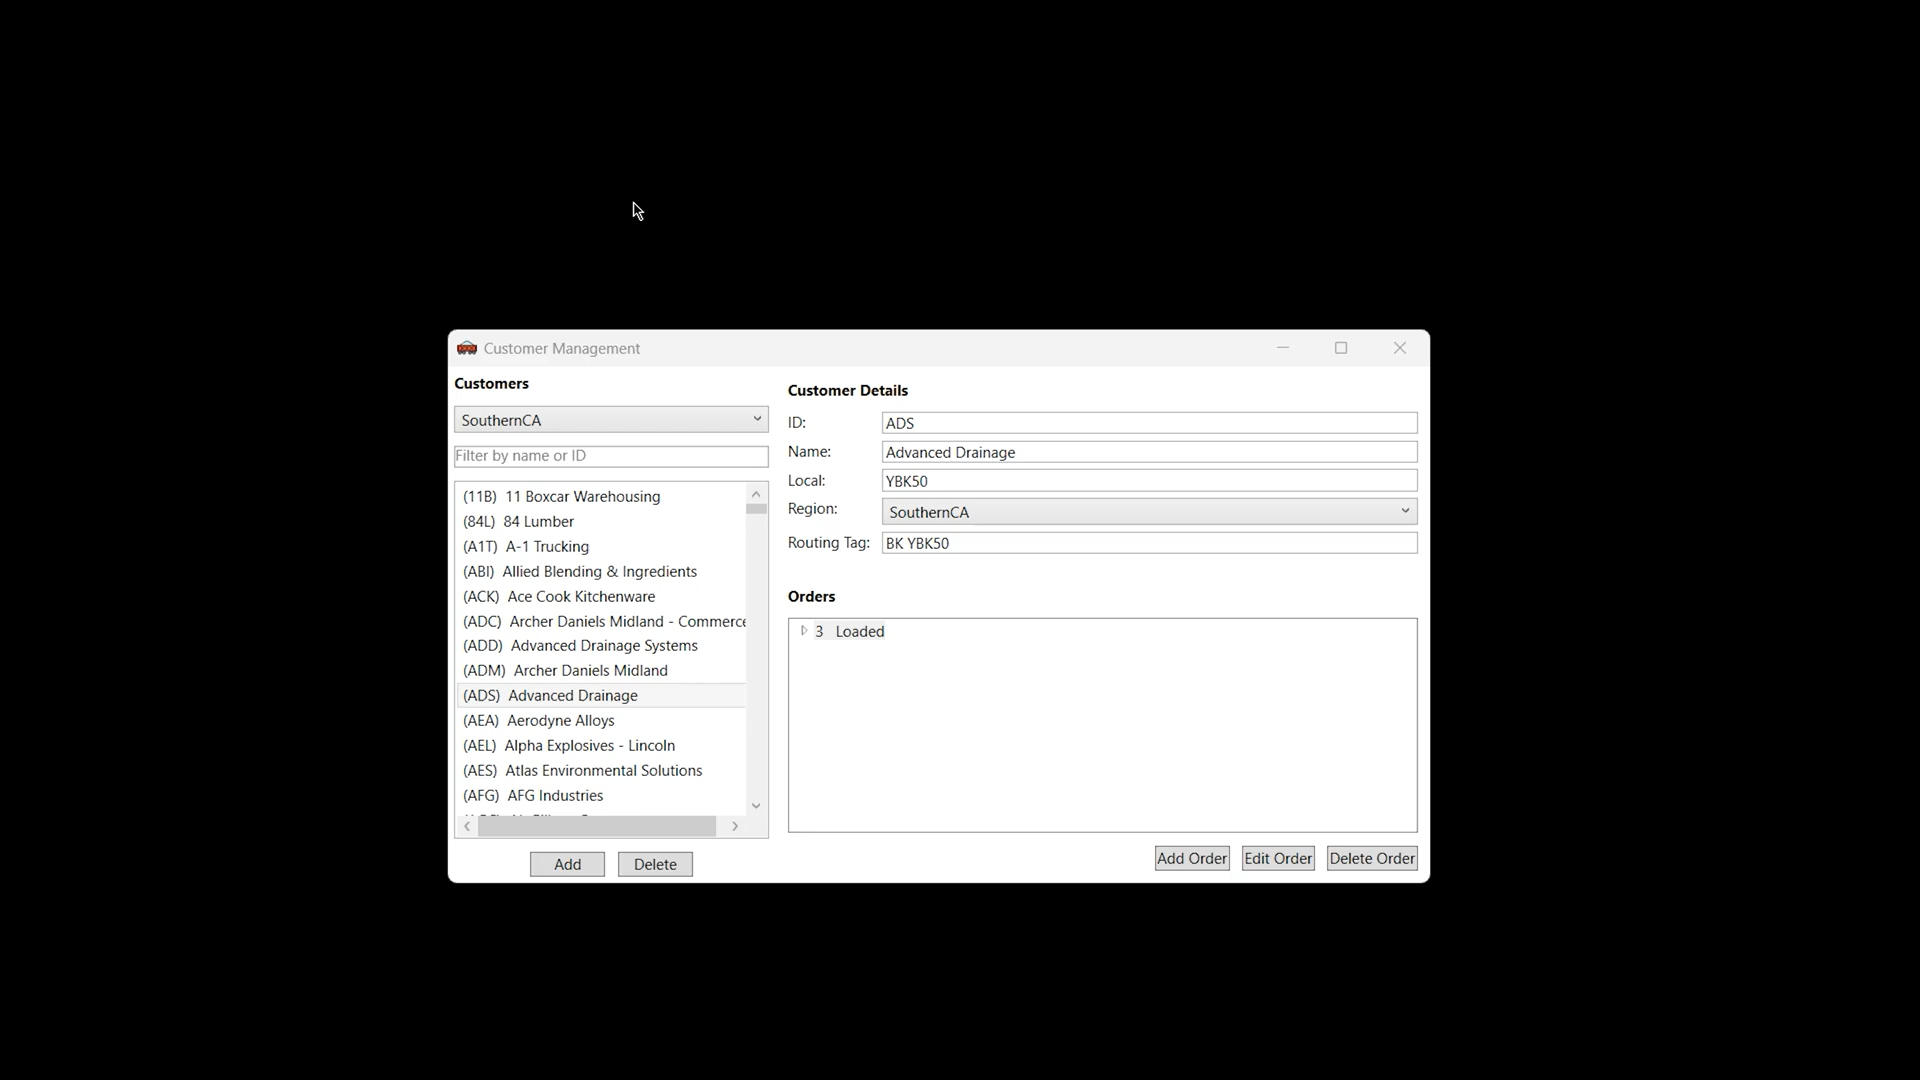 Customer Management
Customers
SouthernCA
Filter by name or ID
(11B) 11 Boxcar Warehousing
(84L) 84 Lumber
(A1T) A-1 Trucking
(ABI) Allied Blending & Ingredients
(ACK) Ace Cook Kitchenware
(ADC) Archer Daniels Midland - Commerce
(ADD) Advanced Drainage Systems
(ADM) Archer Daniels Midland
(ADS) Advanced Drainage
(AEA) Aerodyne Alloys
(AEL) Alpha Explosives - Lincoln
(AES) Atlas Environmental Solutions
(AFG) AFG Industries
Add Delete
Customer Details
ID: ADS
Name: Advanced Drainage
Local: YBK50
Region: SouthernCA
Routing Tag: BK YBK50
Orders
3 Loaded
Add Order Edit Order Delete Order